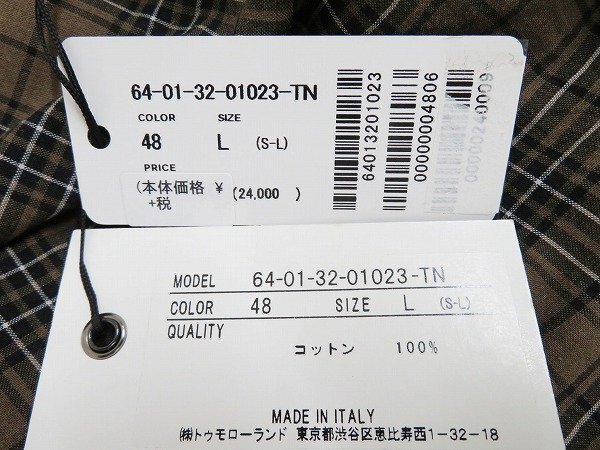 64-01-32-01023-TN
COLOR SIZE
48 L (S-L)
PRICE
(本体価格 ¥ (24,000 )
+税
64013201023
00000004806
240009
MODEL 64-01-32-01023-TN
COLOR 48 SIZE L (S-L)
QUALITY
コットン 100%
MADE IN ITALY
㈱トゥモローランド 東京都渋谷区恵比寿西1-32-18